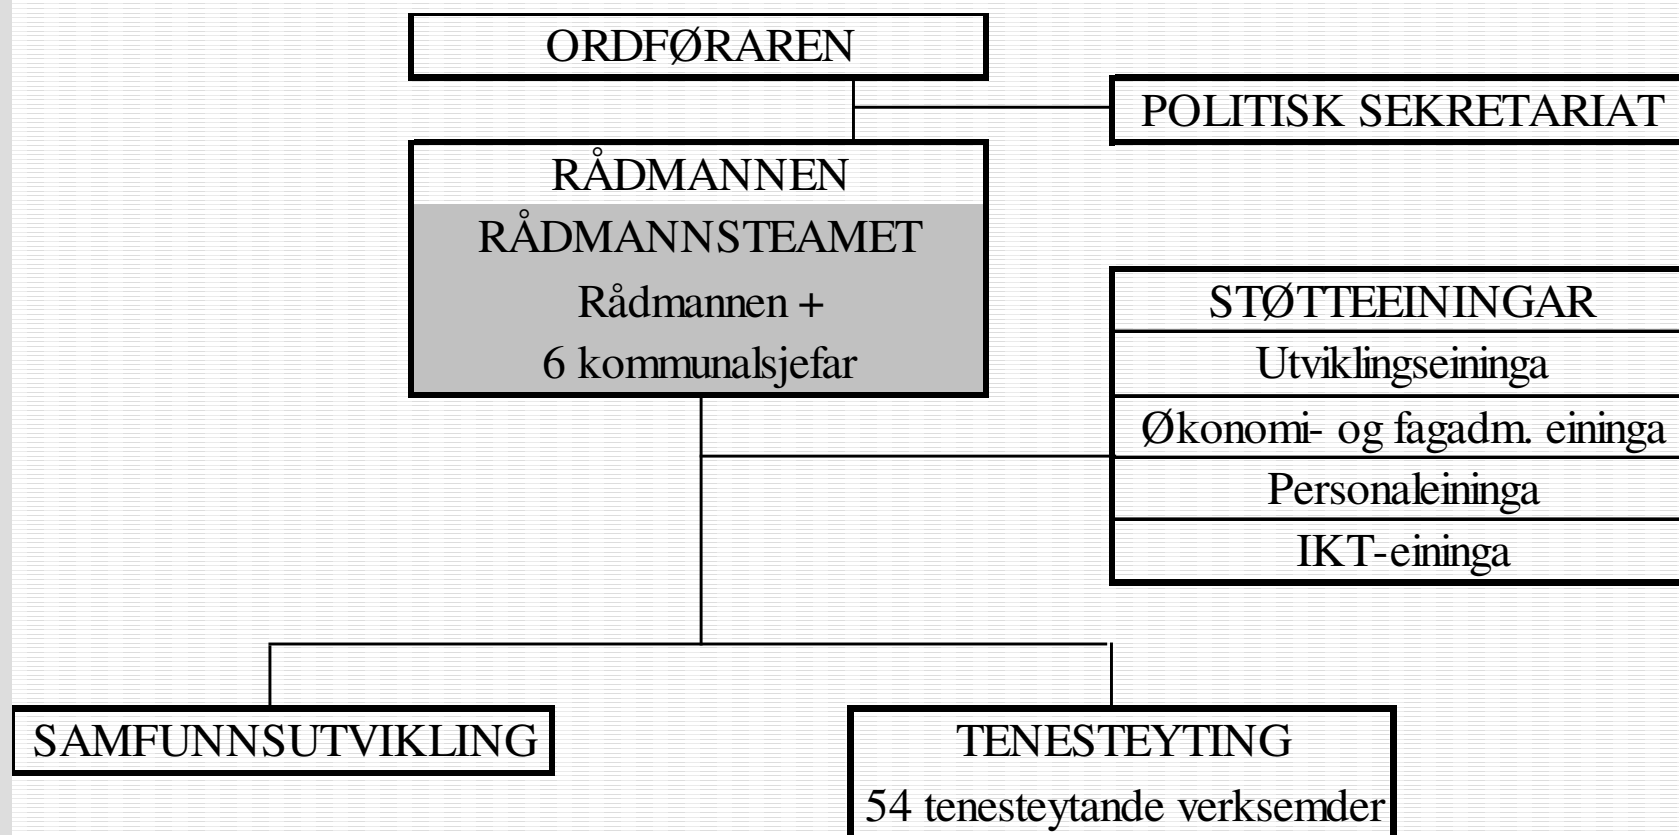 ORDFØRAREN
POLITISK SEKRETARIAT
RÅDMANNEN
RÅDMANNSTEAMET
Rådmannen +
6 kommunalsjefar
STØTTEEININGAR
Utviklingseininga
Økonomi- og fagadm. eininga
Personaleininga
IKT-eininga
SAMFUNNSUTVIKLING
TENESTEYTING
54 tenesteytande verksemder